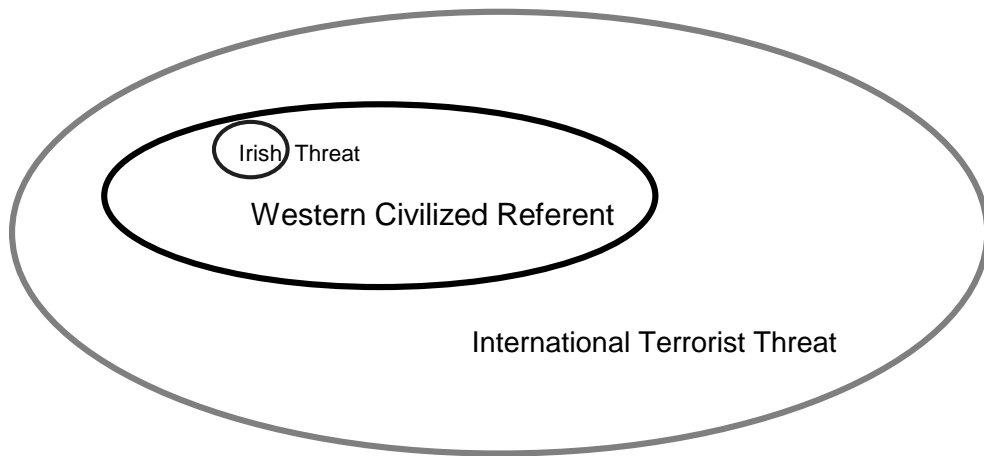 Irish Threat
Western Civilized Referent
International Terrorist Threat